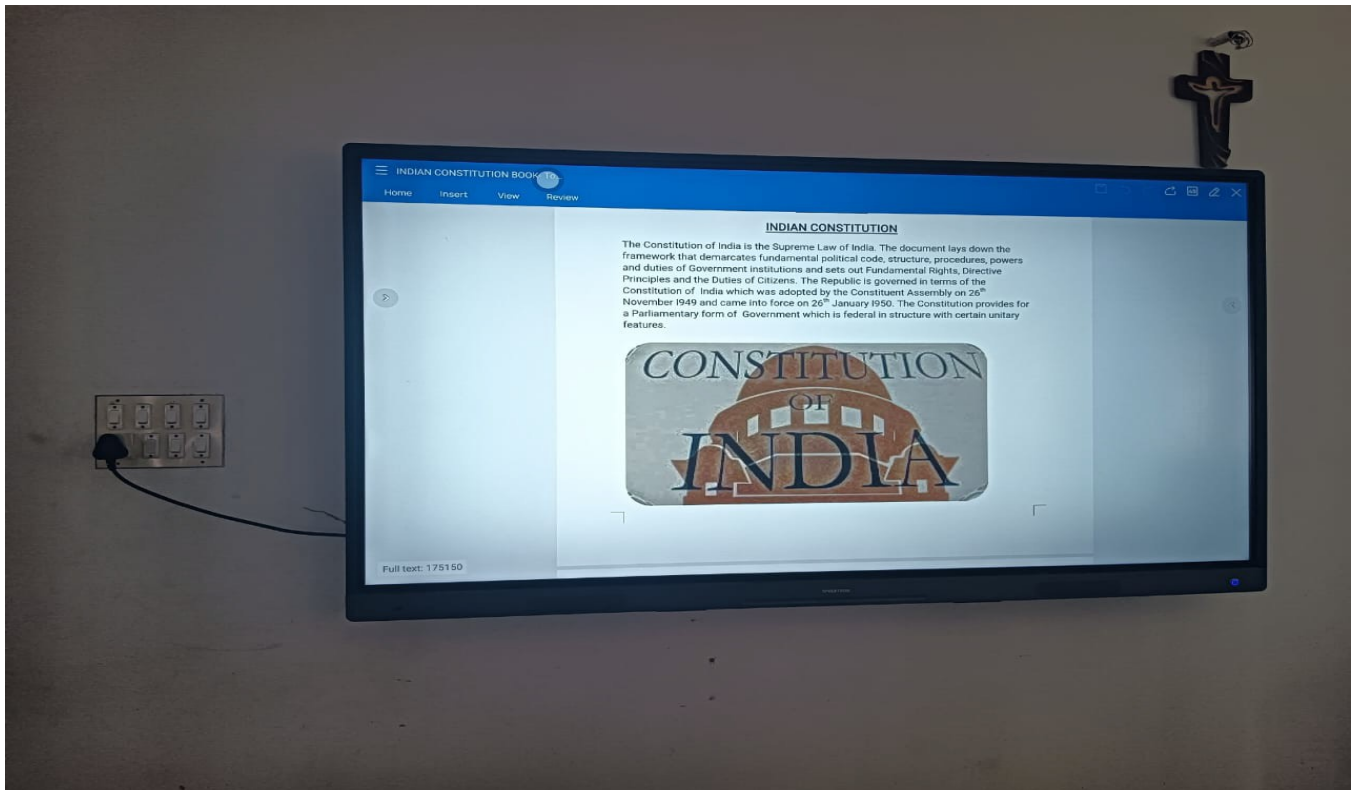 INDIAN CONSTITUTION BOOK To...
Home Insert View Review
INDIAN CONSTITUTION
The Constitution of India is the Supreme Law of India. The document lays down the
framework that demarcates fundamental political code, structure, procedures, powers
and duties of Government institutions and sets out Fundamental Rights, Directive
Principles and the Duties of Citizens. The Republic is governed in terms of the
Constitution of India which was adopted by the Constituent Assembly on 26th
November 1949 and came into force on 26th January 1950. The Constitution provides for
a Parliamentary form of Government which is federal in structure with certain unitary
features.
CONSTITUTION
OF
INDIA
Full text: 175150